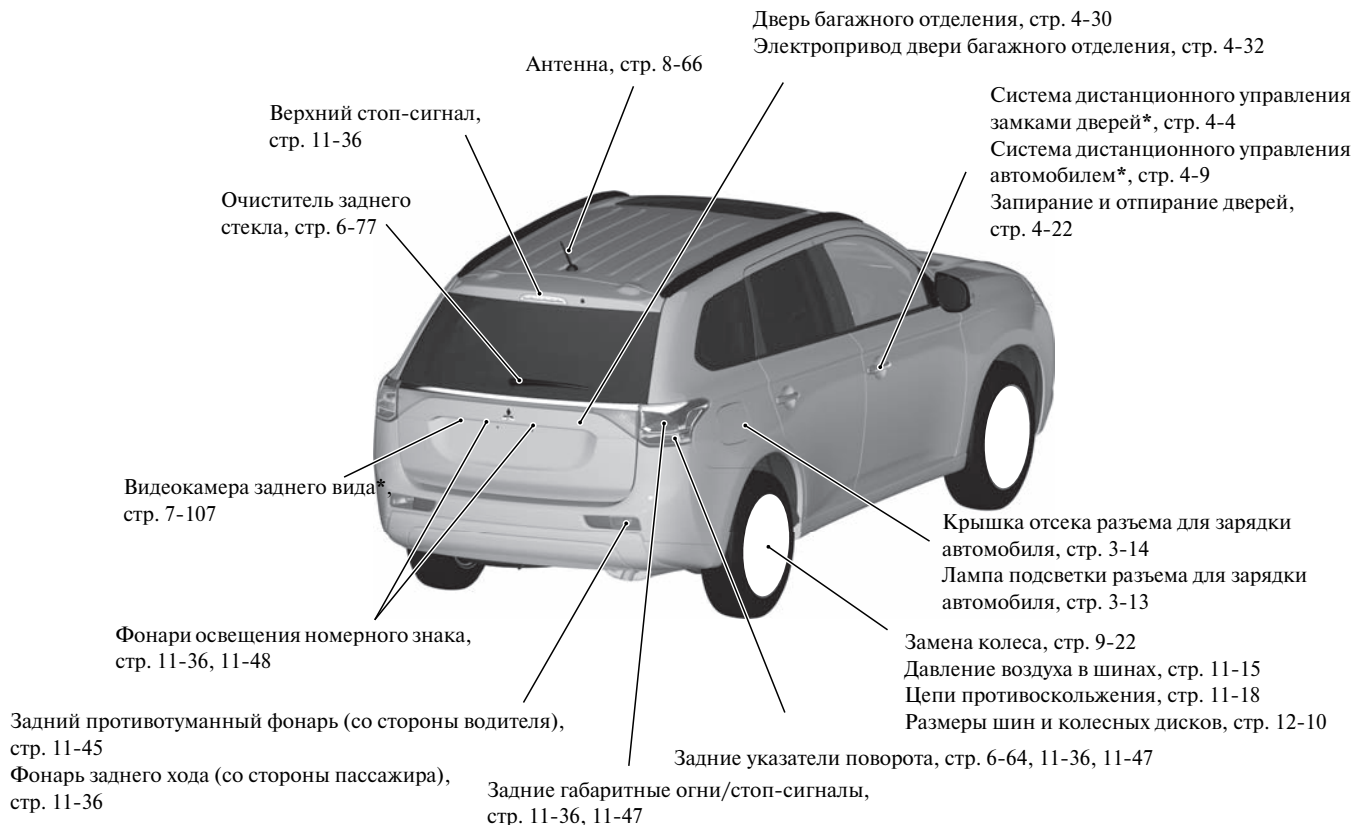 Дверь багажного отделения, стр. 4-30
Электропривод двери багажного отделения, стр. 4-32
Антенна, стр. 8-66
Верхний стоп-сигнал,
стр. 11-36
Система дистанционного управления
замками дверей*, стр. 4-4
Система дистанционного управления
автомобилем*, стр. 4-9
Запирание и отпирание дверей,
стр. 4-22
Очиститель заднего
стекла, стр. 6-77
Видеокамера заднего вида*,
стр. 7-107
Крышка отсека разъема для зарядки
автомобиля, стр. 3-14
Лампа подсветки разъема для зарядки
автомобиля, стр. 3-13
Фонари освещения номерного знака,
стр. 11-36, 11-48
Замена колеса, стр. 9-22
Давление воздуха в шинах, стр. 11-15
Цепи противоскольжения, стр. 11-18
Размеры шин и колесных дисков, стр. 12-10
Задний противотуманный фонарь (со стороны водителя),
стр. 11-45
Фонарь заднего хода (со стороны пассажира),
стр. 11-36
Задние указатели поворота, стр. 6-64, 11-36, 11-47
Задние габаритные огни/стоп-сигналы,
стр. 11-36, 11-47